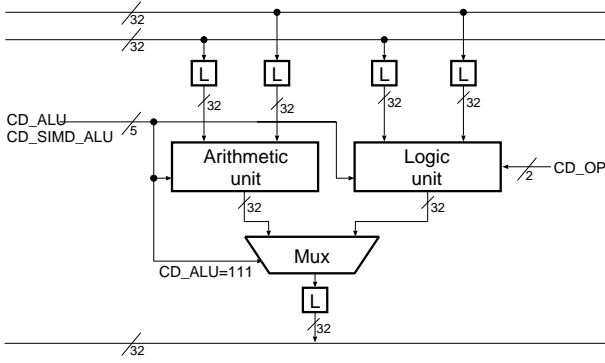 32
32
L
L
L
L
32
32
32
32
CD_ALU
CD_SIMD_ALU
5
Arithmetic
unit
Logic
unit
2
CD_OP
32
32
Mux
CD_ALU=111
L
32
32